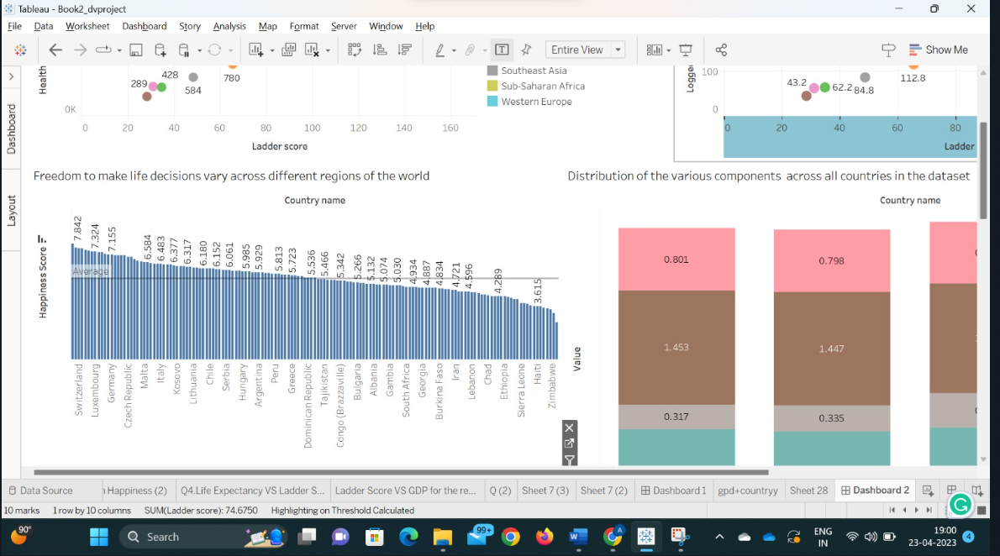 Tableau - Book2_dvproject
File Data Worksheet Dashboard Story Analysis Map Format Server Window Help
Entire View
Show Me
Dashboard
Layout
Health
289
428
584
780
0K
0 20 40 60 80 100 120 140 160
Ladder score
Southeast Asia
Sub-Saharan Africa
Western Europe
Logge
100
0
43.2
62.2
84.8
112.8
0 20 40 60 80
Ladder
Freedom to make life decisions vary across different regions of the world
Country name
Happiness Score
7.842 7.324 7.155 6.584 6.483 6.377 6.317 6.180 6.152 6.061 5.985 5.929 5.813 5.723 5.536 5.466 5.342 5.266 5.132 5.074 5.030 4.934 4.887 4.834 4.721 4.596 4.289 3.615
Average
Switzerland Luxembourg Germany Czech Republic Malta Italy Kosovo Lithuania Chile Serbia Hungary Argentina Peru Greece Dominican Republic Tajikistan Congo (Brazzaville) Bulgaria Albania Gambia South Africa Georgia Burkina Faso Iran Lebanon Chad Ethiopia Sierra Leone Haiti Zimbabwe
Distribution of the various components across all countries in the dataset
Country name
Value
0.801 0.798
1.453 1.447
0.317 0.335
Data Source
Happiness (2)
Q4.Life Expectancy VS Ladder S...
Ladder Score VS GDP for the re...
Q (2)
Sheet 7 (3)
Sheet 7 (2)
Dashboard 1
gpd+countryy
Sheet 28
Dashboard 2
10 marks 1 row by 10 columns SUM(Ladder score): 74.6750 Highlighting on Threshold Calculated
90°
Search
99+
ENG
IN
19:00
23-04-2023
4